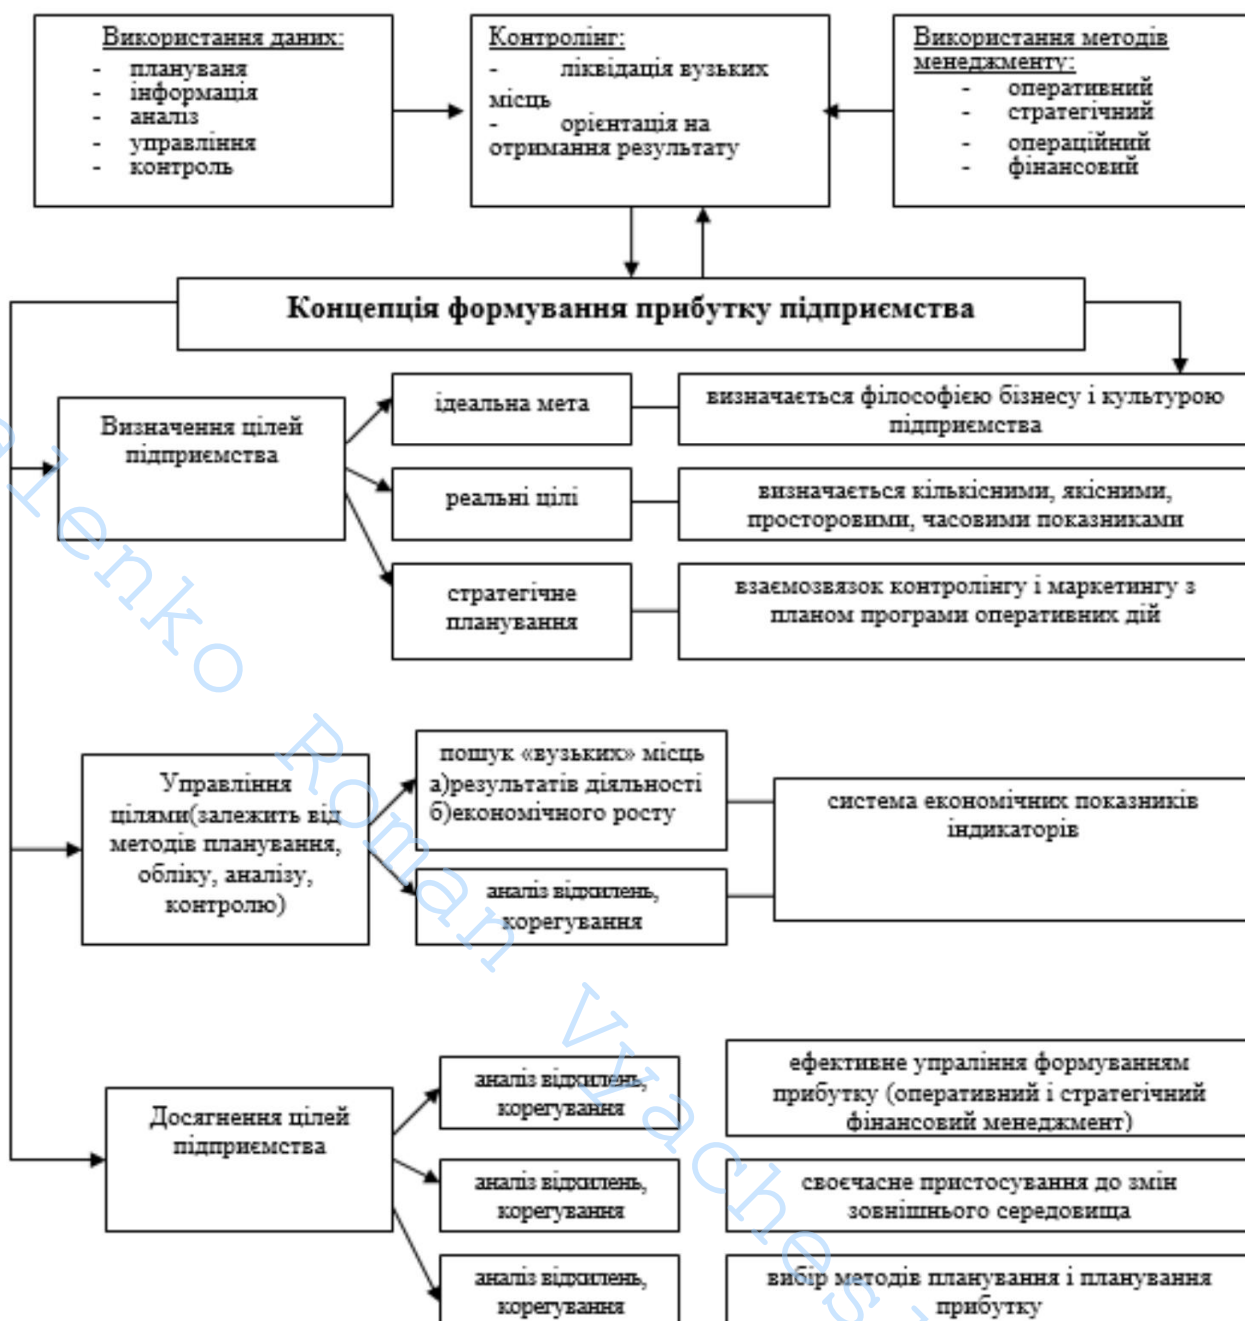 Використання даних:
- плануваня
- інформація
- аналіз
- управління
- контроль
Контролінг:
- ліквідація вузьких
місць
- орієнтація на
отримання результату
Використання методів
менеджменту:
- оперативний
- стратегічний
- операційний
- фінансовий
Концепція формування прибутку підприємства
Визначення цілей
підприємства
ідеальна мета
визначається філософією бізнесу і культурою
підприємства
реальні цілі
визначається кількісними, якісними,
просторовими, часовими показниками
стратегічне
планування
взаємозвязок контролінгу і маркетингу з
планом програми оперативних дій
Управління
цілями(залежить від
методів планування,
обліку, аналізу,
контролю)
пошук «вузьких» місць
а)результатів діяльності
б)економічного росту
аналіз відхилень,
корегування
система економічних показників
індикаторів
Досягнення цілей
підприємства
аналіз відхилень,
корегування
ефективне упраління формуванням
прибутку (оперативний і стратегічний
фінансовий менеджмент)
аналіз відхилень,
корегування
своєчасне пристосування до змін
зовнішнього середовища
аналіз відхилень,
корегування
вибір методів планування і планування
прибутку
alenko Roman Vyaches